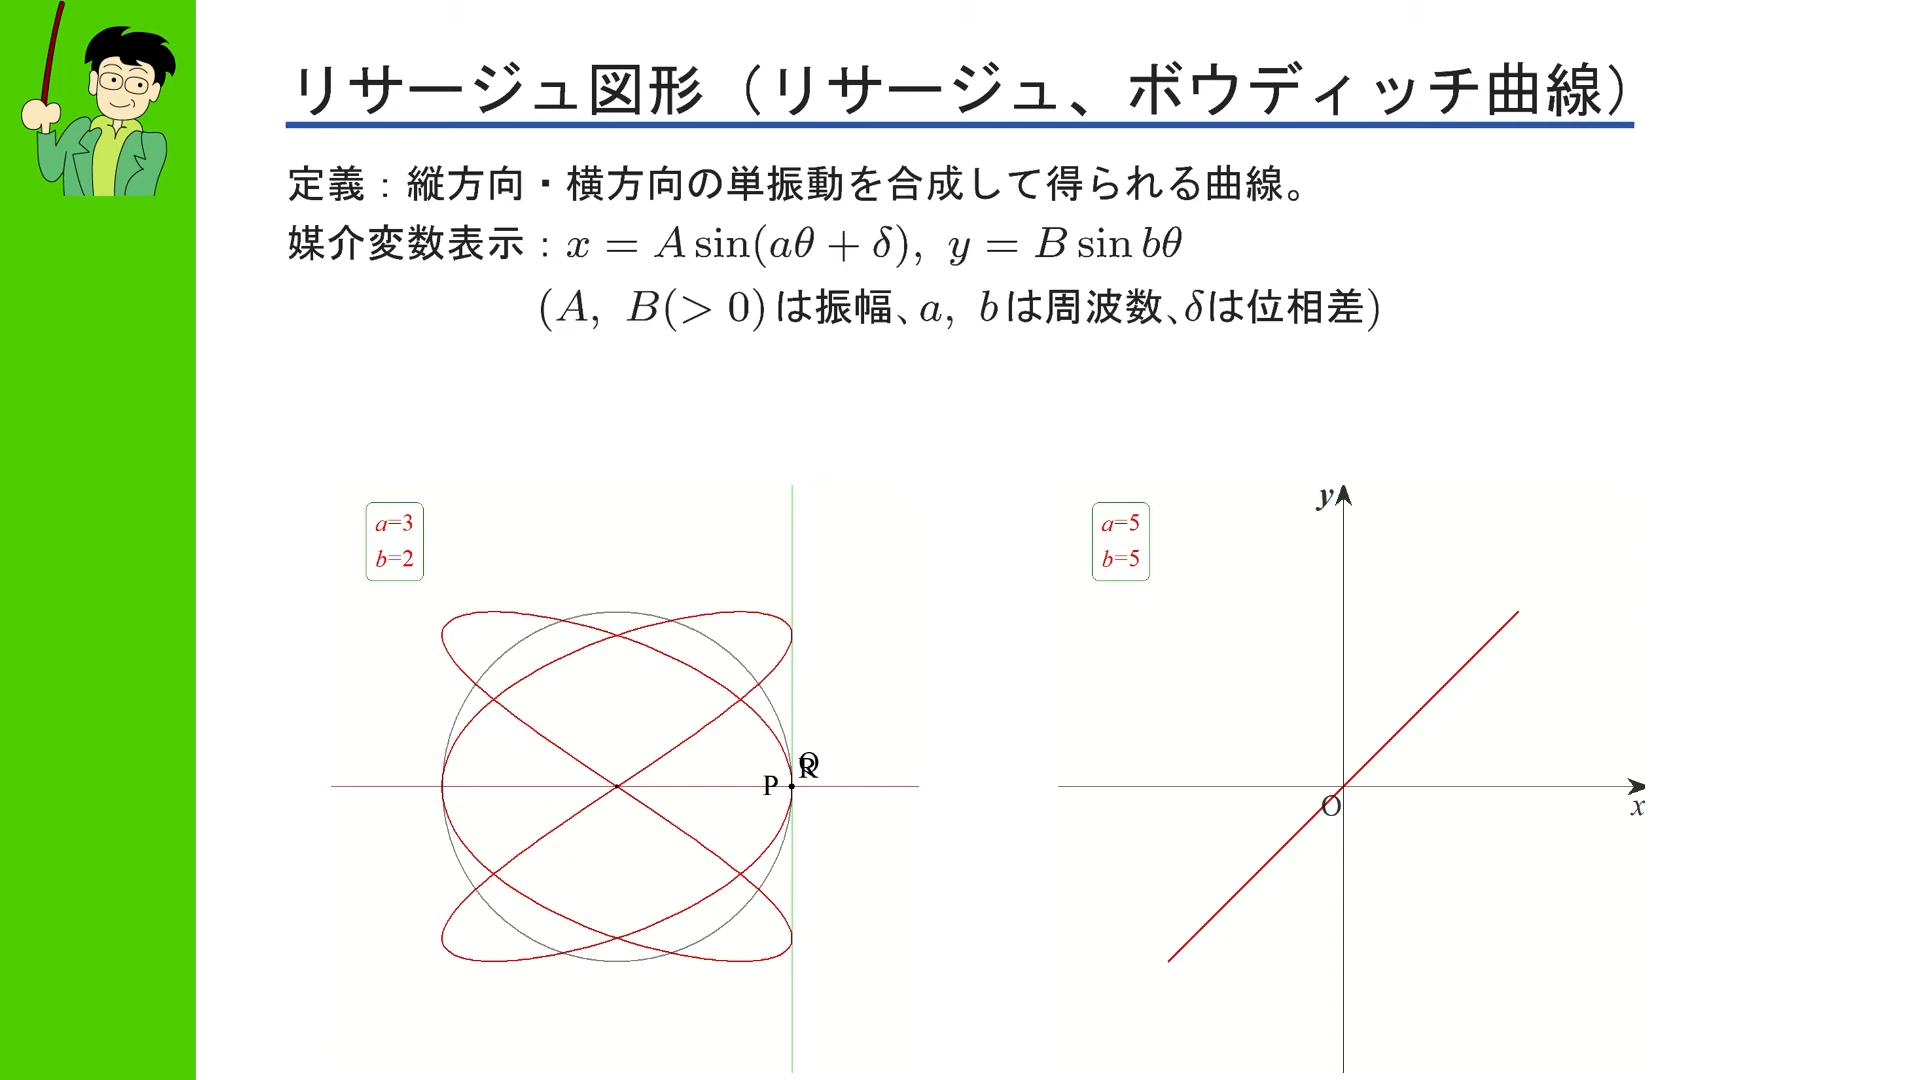 リサージュ図形（リサージュ、ボウディッチ曲線）
定義：縦方向・横方向の単振動を合成して得られる曲線。
媒介変数表示：x = A sin(aθ + δ), y = B sin bθ
(A, B(> 0)は振幅、a, bは周波数、δは位相差)
a=3
b=2
Q
R
P
a=5
b=5
y
O
x